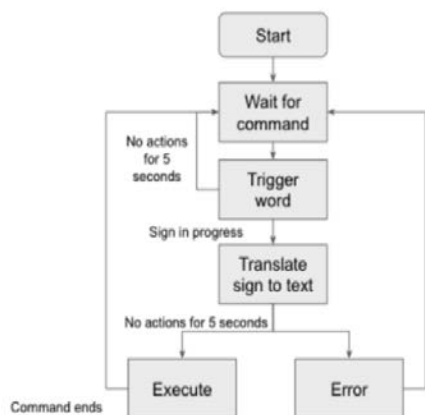 Start
Wait for
command
No actions
for 5
seconds
Trigger
word
Sign in progress
Translate
sign to text
No actions for 5 seconds
Execute
Error
Command ends